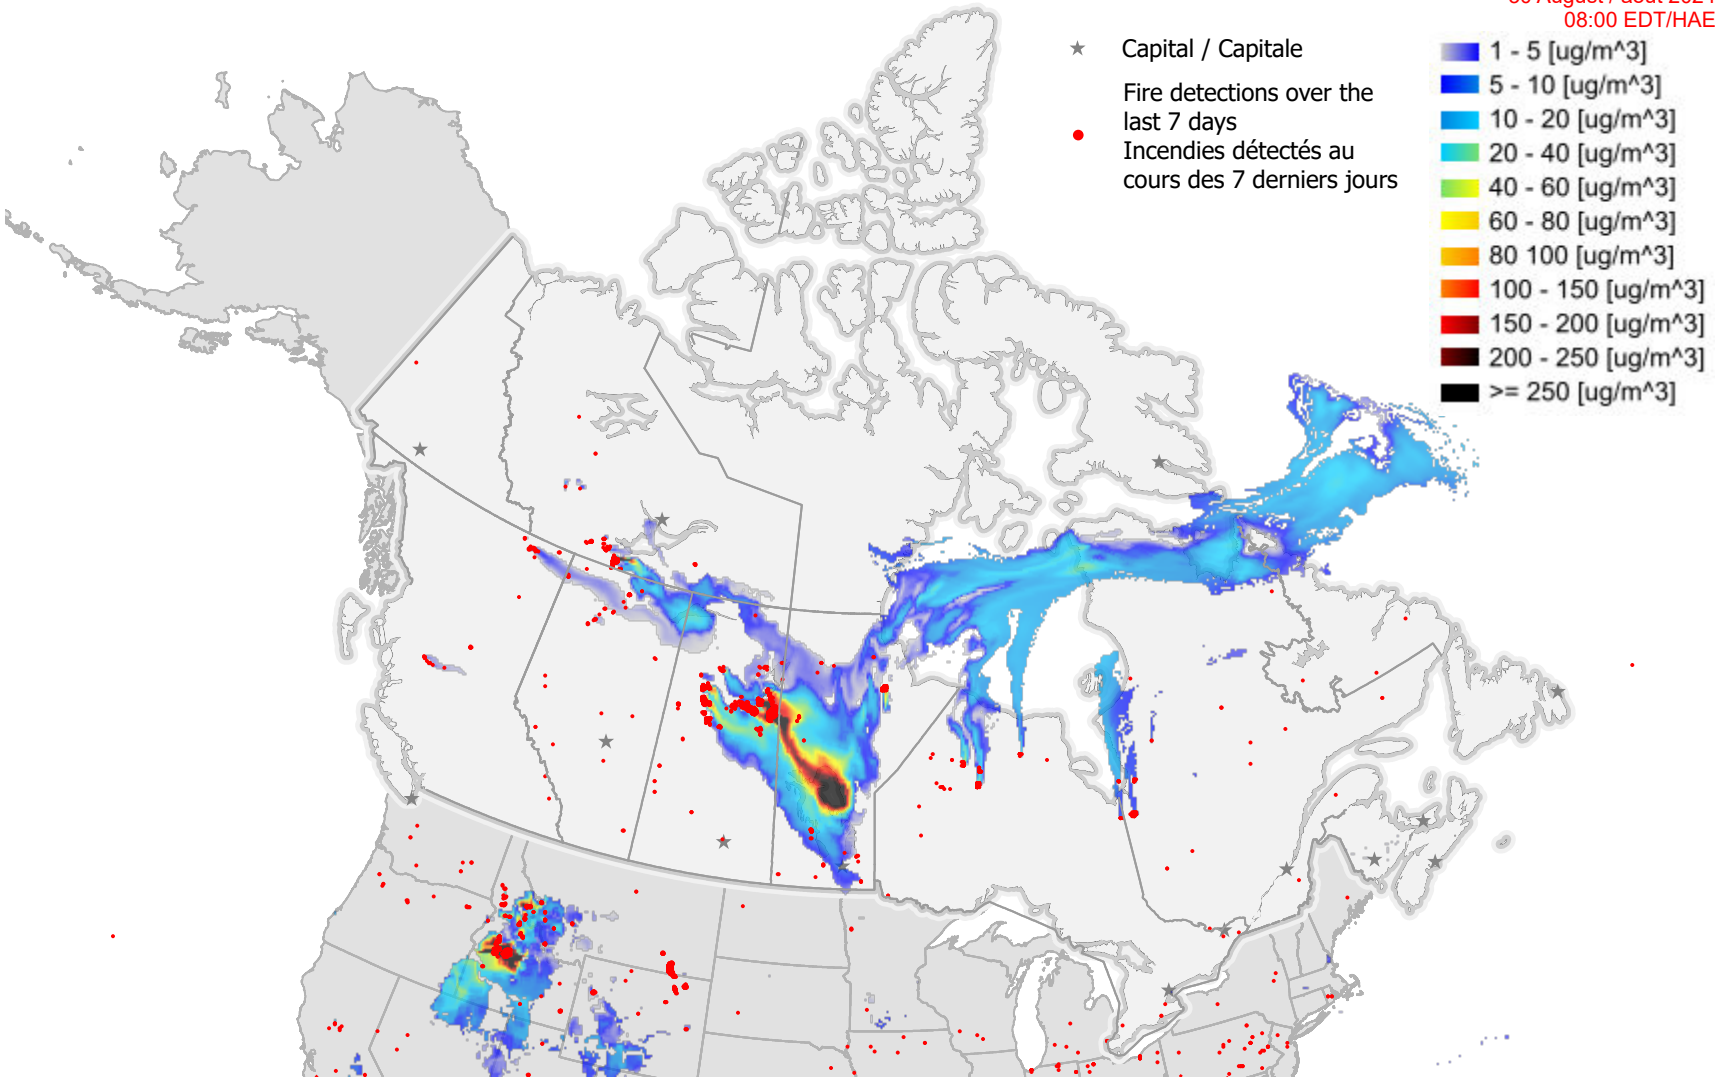 August / août 2024
08:00 EDT/HAE
Capital / Capitale
Fire detections over the
last 7 days
Incendies détectés au
cours des 7 derniers jours
1 - 5 [ug/m^3]
5 - 10 [ug/m^3]
10 - 20 [ug/m^3]
20 - 40 [ug/m^3]
40 - 60 [ug/m^3]
60 - 80 [ug/m^3]
80 100 [ug/m^3]
100 - 150 [ug/m^3]
150 - 200 [ug/m^3]
200 - 250 [ug/m^3]
>= 250 [ug/m^3]